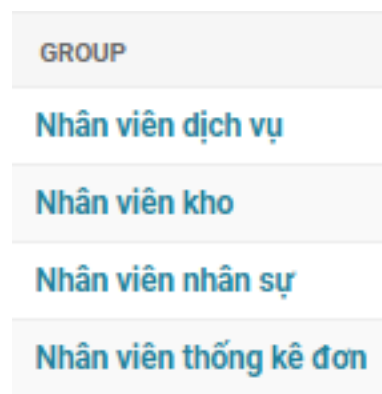 GROUP
Nhân viên dịch vụ
Nhân viên kho
Nhân viên nhân sự
Nhân viên thống kê đơn